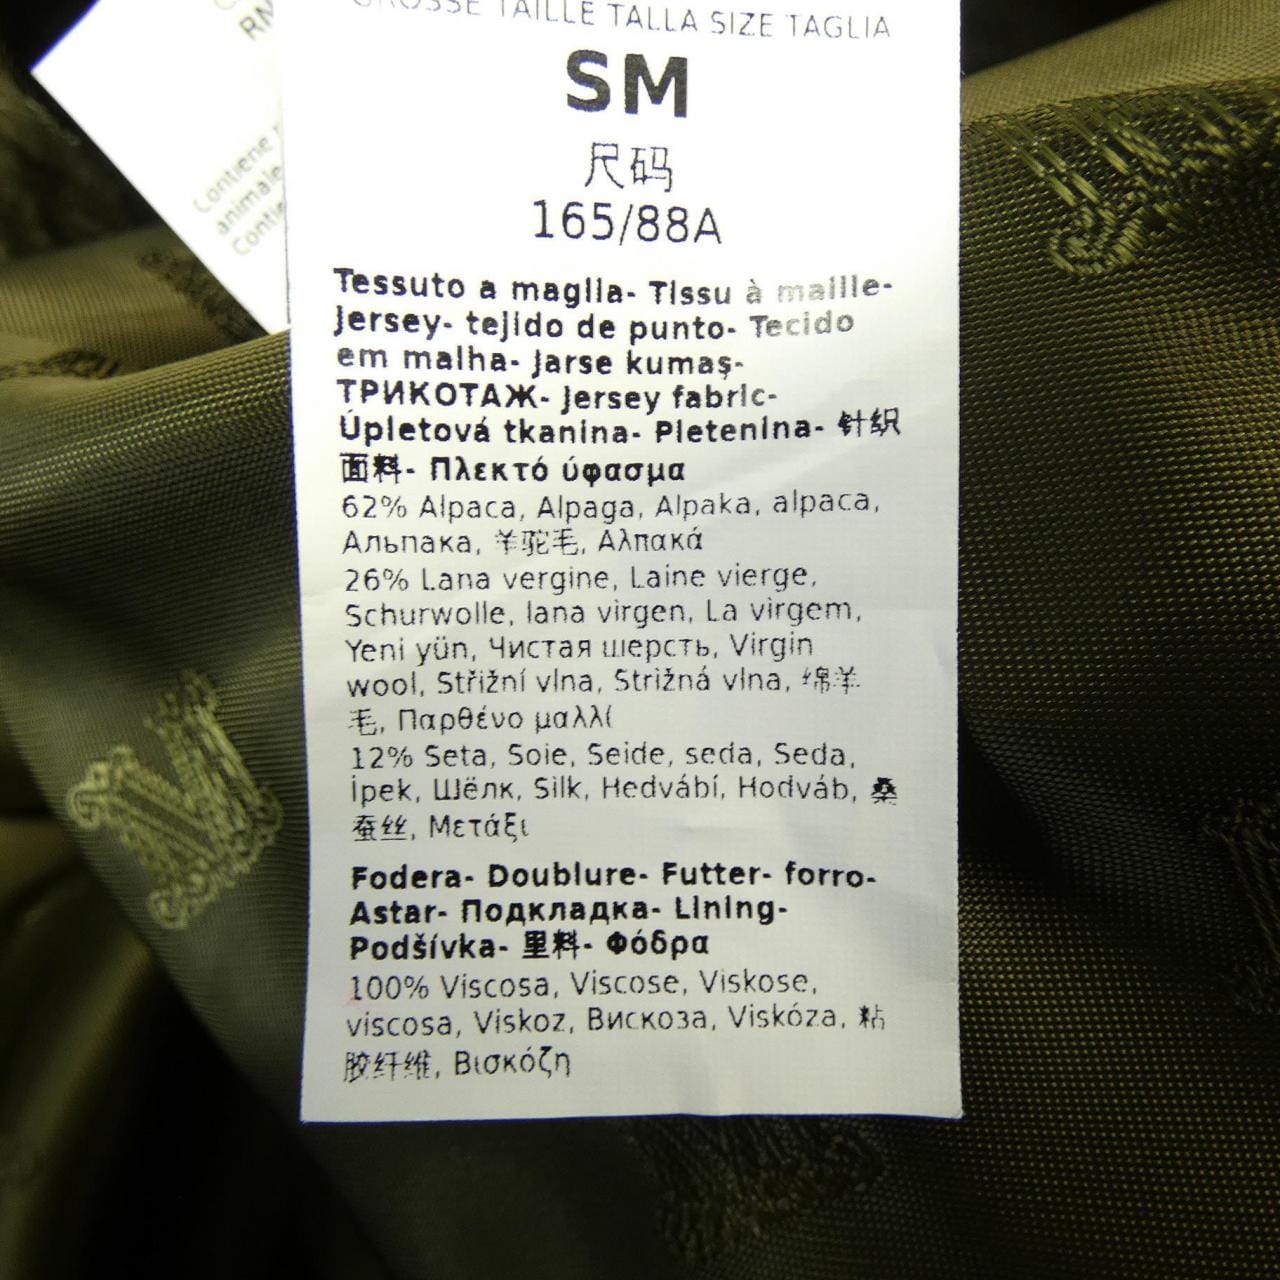 RN
Contiene
animale
GROSSE TAILLE TALLA SIZE TAGLIA
SM
尺码
165/88A
Tessuto a maglia- Tissu à maille-
Jersey- tejido de punto- Tecido
em malha- Jarse kumaş-
ТРИКОТАЖ- Jersey fabric-
Úpletová tkanina- Pletenina- 针织
面料- Πλεκτό ύφασμα
62% Alpaca, Alpaga, Alpaka, alpaca,
Альпака, 羊驼毛, Αλπακά
26% Lana vergine, Laine vierge,
Schurwolle, lana virgen, La virgem,
Yeni yün, Чистая шерсть, Virgin
wool, Střižní vlna, Strižná vlna, 绵羊
毛, Παρθένο μαλλί
12% Seta, Soie, Seide, seda, Seda,
İpek, Шёлк, Silk, Hedvábí, Hodváb, 桑
蚕丝, Μετάξι
Fodera- Doublure- Futter- forro-
Astar- Подкладка- Lining-
Podšívka- 里料- Φόδρα
100% Viscosa, Viscose, Viskose,
viscosa, Viskoz, Вискоза, Viskóza, 粘
胶纤维, Βισκόζη